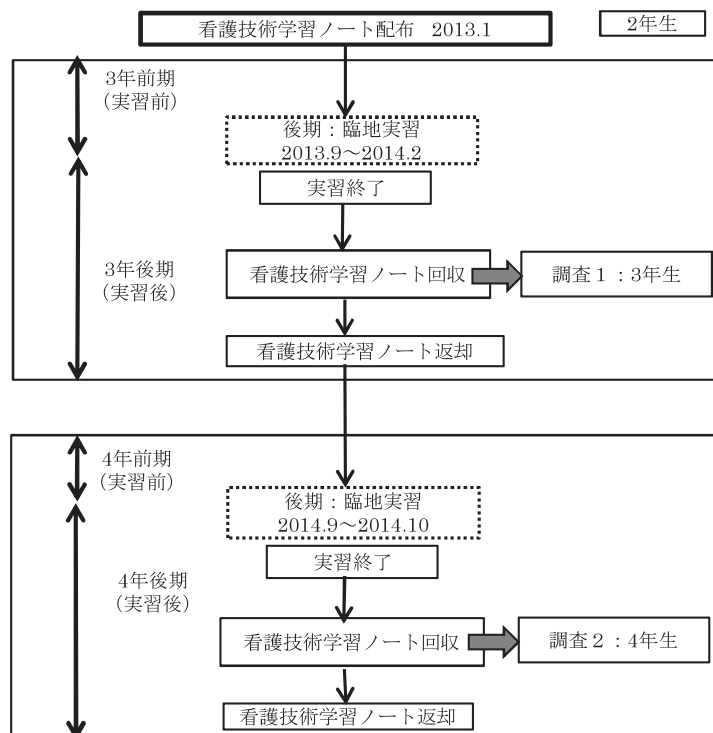 看護技術学習ノート配布 2013.1
2年生
3年前期
(実習前)
後期：臨地実習
2013.9〜2014.2
実習終了
3年後期
(実習後)
看護技術学習ノート回収
調査1：3年生
看護技術学習ノート返却
4年前期
(実習前)
後期：臨地実習
2014.9〜2014.10
実習終了
4年後期
(実習後)
看護技術学習ノート回収
調査2：4年生
看護技術学習ノート返却